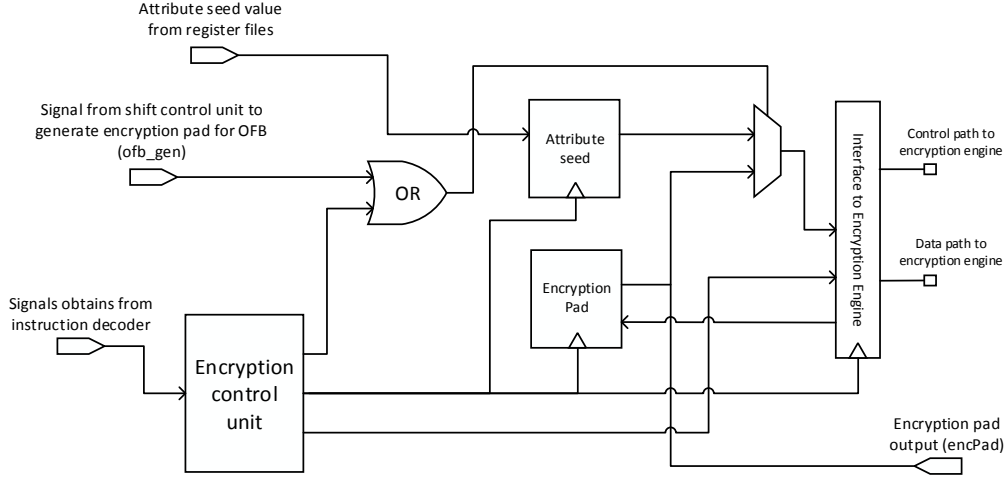 Attribute seed value
from register files
Signal from shift control unit to
generate encryption pad for OFB
(ofb_gen)
OR
Attribute
seed
Interface to Encryption Engine
Control path to
encryption engine
Data path to
encryption engine
Encryption
Pad
Signals obtains from
instruction decoder
Encryption
control
unit
Encryption pad
output (encPad)